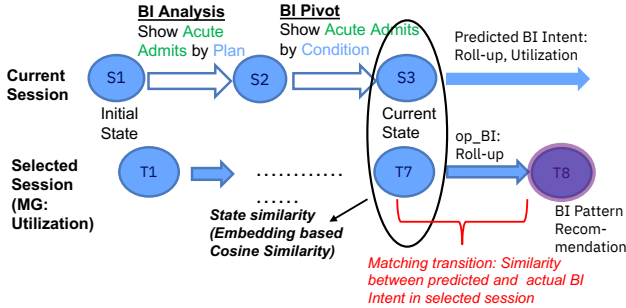 BI Analysis
Show Acute
Admits by Plan
BI Pivot
Show Acute Admits
by Condition
Predicted BI Intent:
Roll-up, Utilization
Current
Session
S1
S2
S3
Initial
State
Current
State
op_BI:
Roll-up
Selected
Session
(MG:
Utilization)
T1
..............
......
T7
T8
State similarity
(Embedding based
Cosine Similarity)
BI Pattern
Recom-
mendation
Matching transition: Similarity
between predicted and actual BI
Intent in selected session